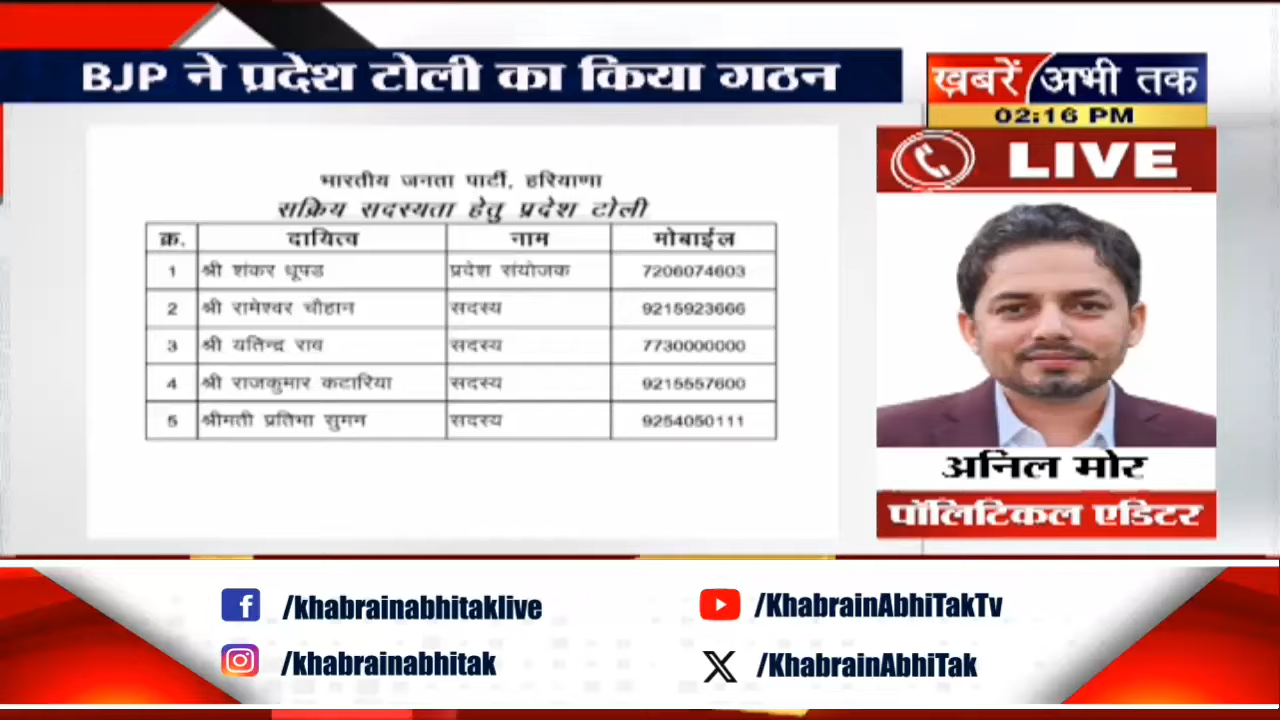 BJP ने प्रदेश टोली का किया गठन
ख़बरें अभी तक
02:16 PM
LIVE
भारतीय जनता पार्टी, हरियाणा
सक्रिय सदस्यता हेतु प्रदेश टोली
क्र. दायित्व नाम मोबाईल
1 श्री शंकर धूपड प्रदेश संयोजक 7206074603
2 श्री रामेश्वर चौहान सदस्य 9215923666
3 श्री यतिन्द्र राव सदस्य 7730000000
4 श्री राजकुमार कटारिया सदस्य 9215557600
5 श्रीमती प्रतिभा सुमन सदस्य 9254050111
अनिल मोर
पॉलिटिकल एडिटर
/khabrainabhitaklive
/KhabrainAbhiTakTv
/khabrainabhitak
/KhabrainAbhiTak